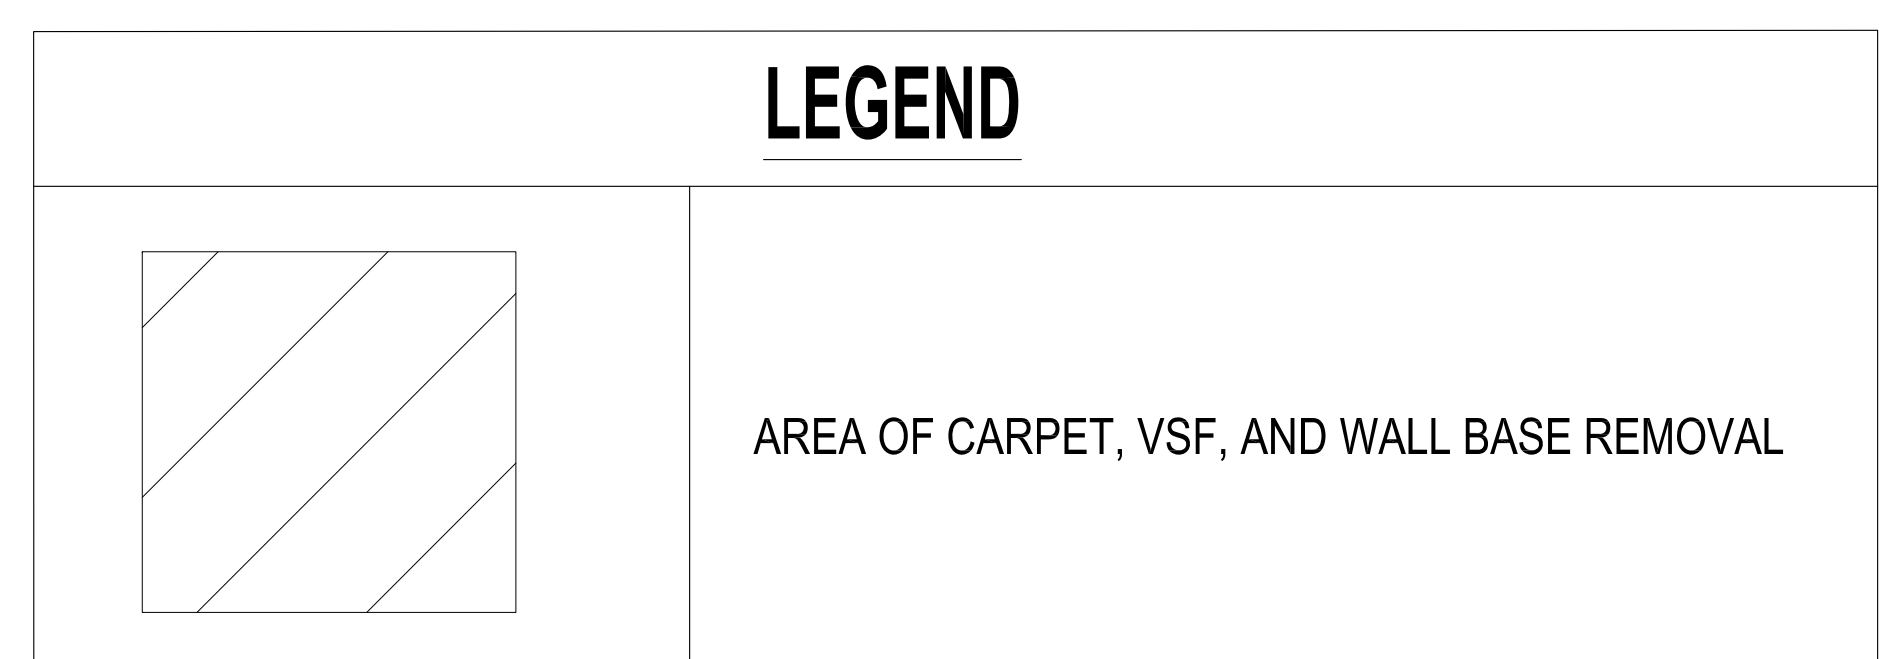 LEGEND
AREA OF CARPET, VSF, AND WALL BASE REMOVAL